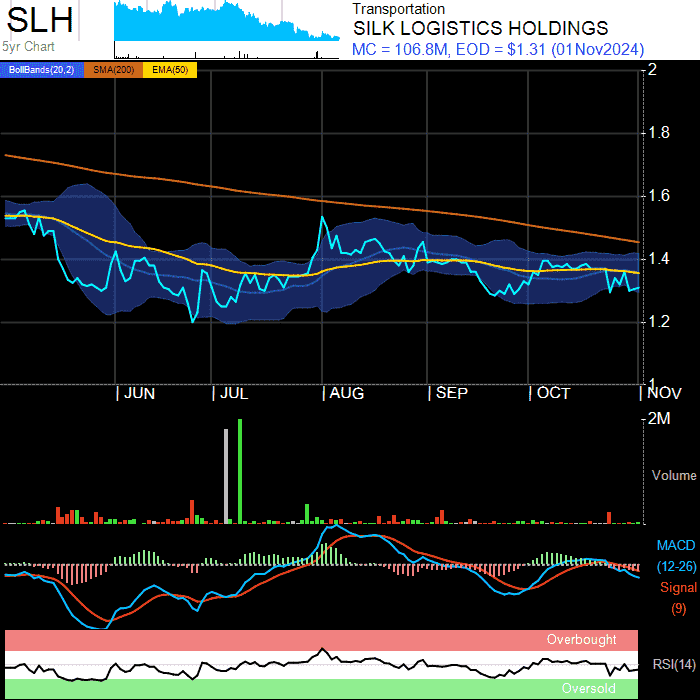 SLH
5yr Chart
Transportation
SILK LOGISTICS HOLDINGS
MC = 106.8M, EOD = $1.31 (01Nov2024)
BollBands(20,2) SMA(200) EMA(50)
2
1.8
1.6
1.4
1.2
1
| JUN | JUL | AUG | SEP | OCT | NOV
2M
Volume
MACD
(12-26)
Signal
(9)
Overbought
RSI(14)
Oversold